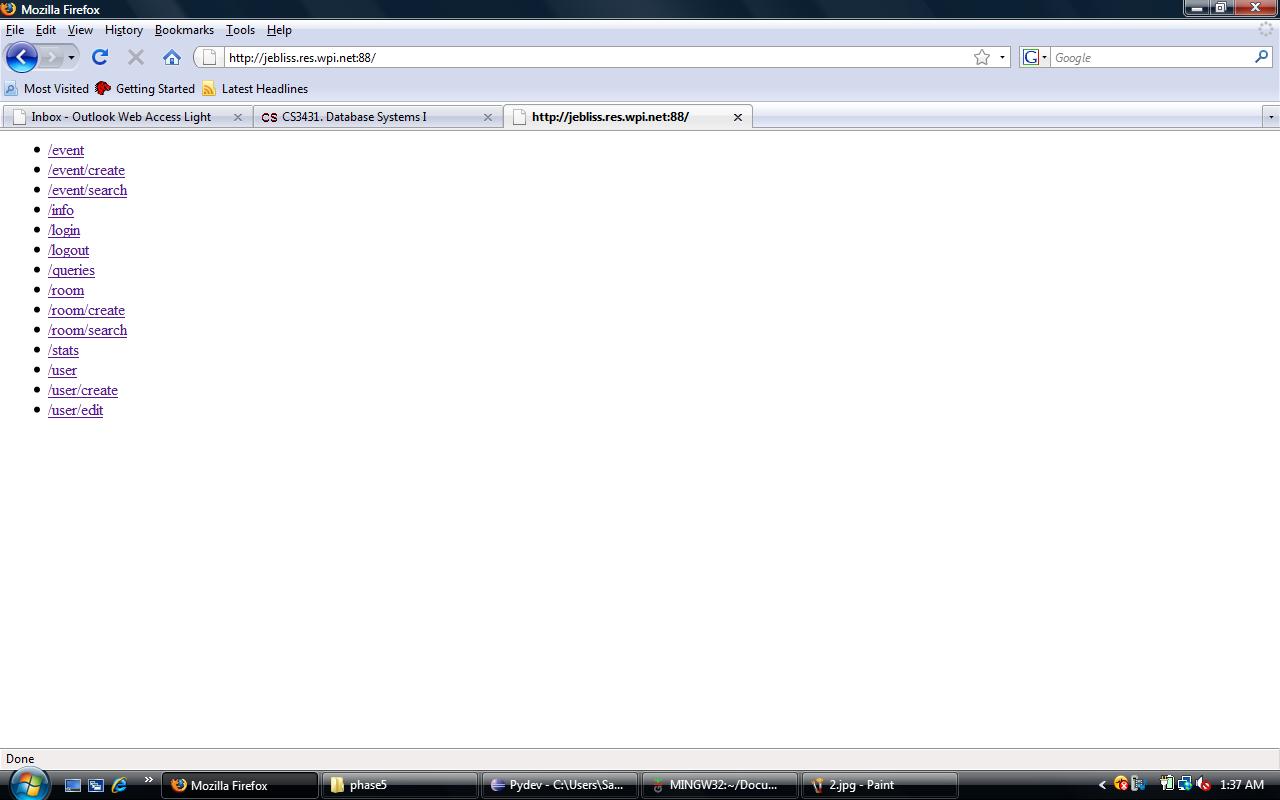 Mozilla Firefox
File Edit View History Bookmarks Tools Help
http://jebliss.res.wpi.net:88/ G Google
Most Visited Getting Started Latest Headlines
Inbox - Outlook Web Access Light CS CS3431. Database Systems I http://jebliss.res.wpi.net:88/
/event
/event/create
/event/search
/info
/login
/logout
/queries
/room
/room/create
/room/search
/stats
/user
/user/create
/user/edit
Done
» Mozilla Firefox phase5 Pydev - C:\Users\Sa... MINGW32:~/Docu... 2.jpg - Paint 1:37 AM